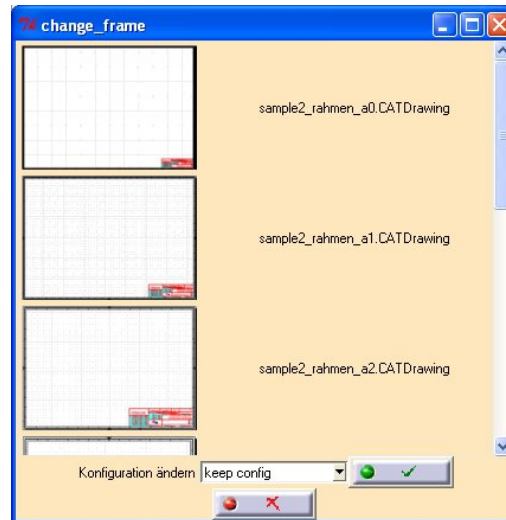 change_frame
sample2_rahmen_a0.CATDrawing
sample2_rahmen_a1.CATDrawing
sample2_rahmen_a2.CATDrawing
Konfiguration ändern keep config